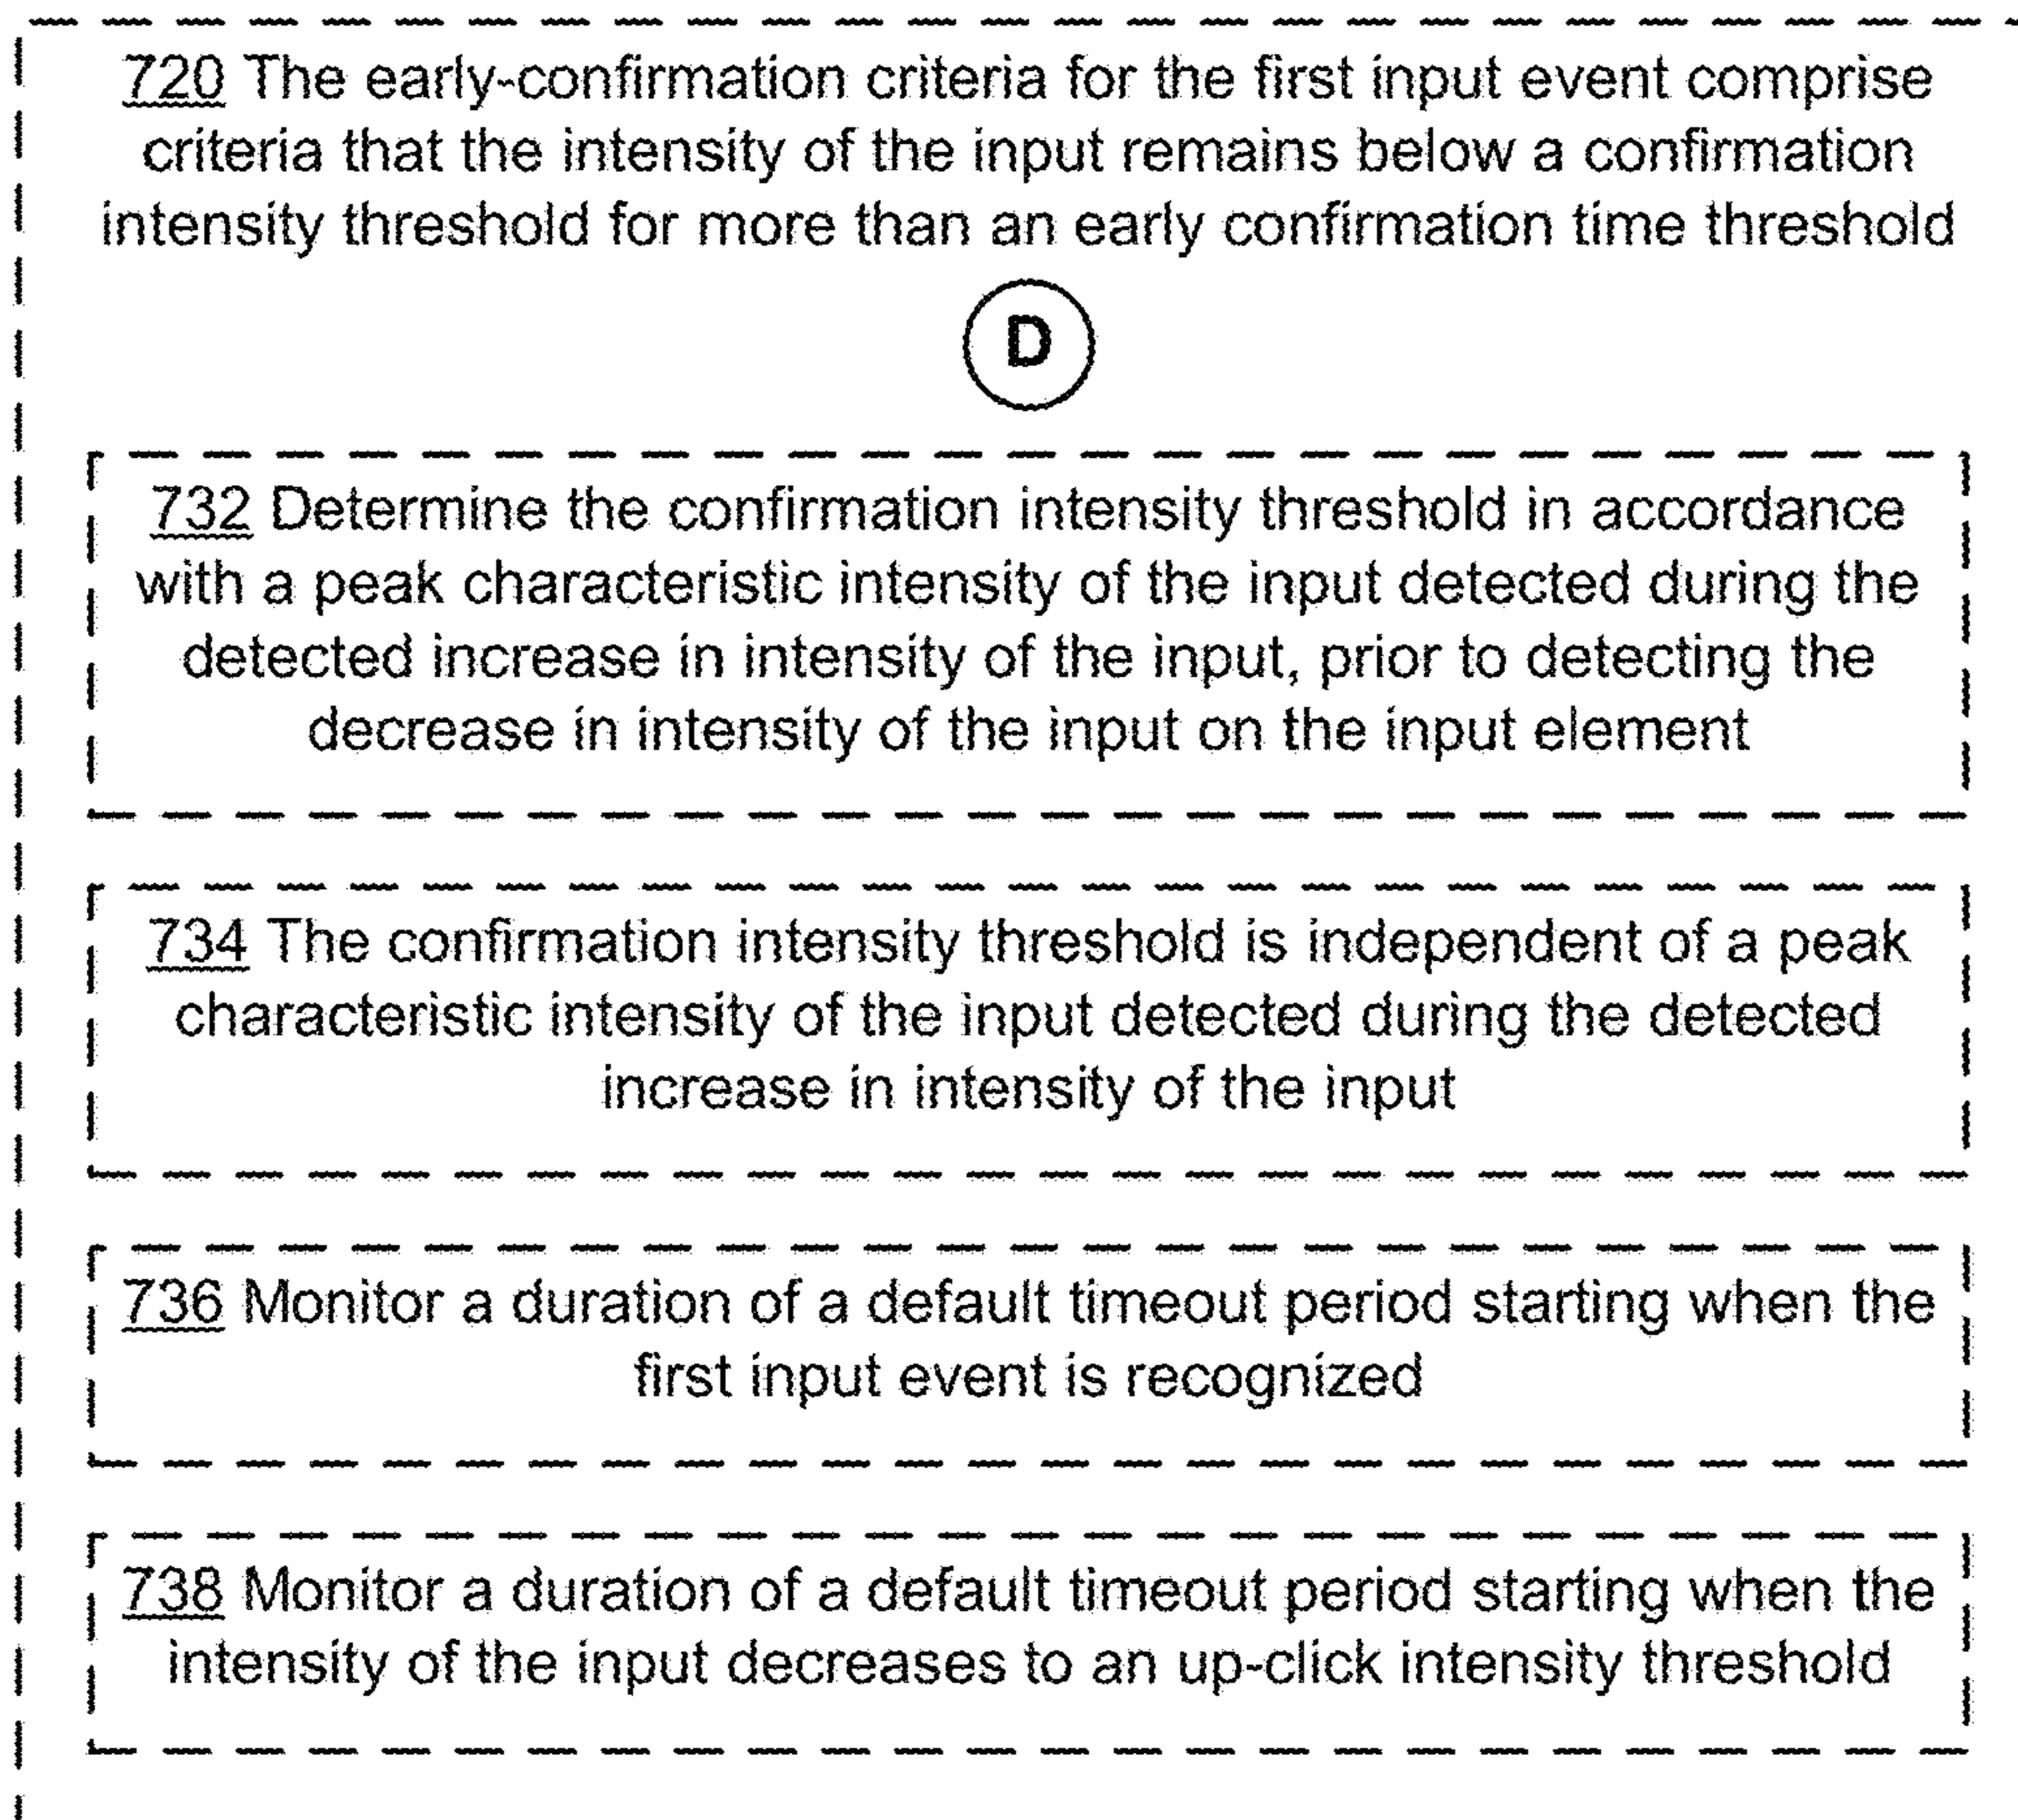 720 The early-confirmation criteria for the first input event comprise
criteria that the intensity of the input remains below a confirmation
intensity threshold for more than an early confirmation time threshold
D
732 Determine the confirmation intensity threshold in accordance
with a peak characteristic intensity of the input detected during the
detected increase in intensity of the input, prior to detecting the
decrease in intensity of the input on the input element
734 The confirmation intensity threshold is independent of a peak
characteristic intensity of the input detected during the detected
increase in intensity of the input
736 Monitor a duration of a default timeout period starting when the
first input event is recognized
738 Monitor a duration of a default timeout period starting when the
intensity of the input decreases to an up-click intensity threshold